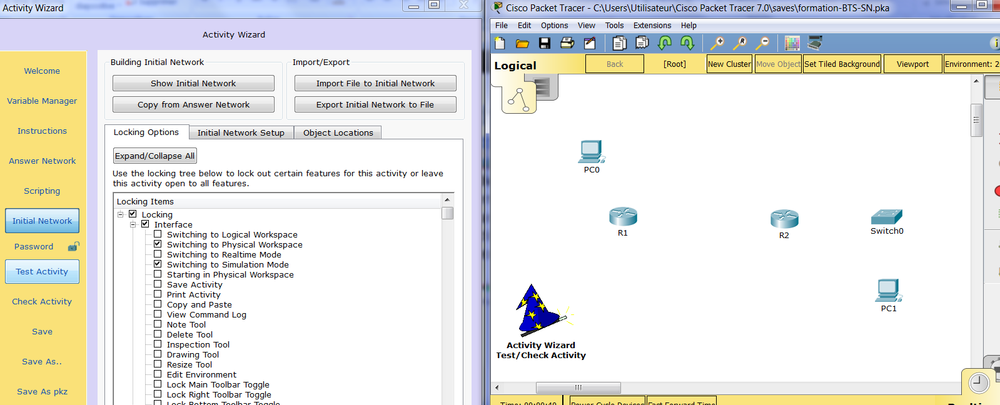 Activity Wizard
Activity Wizard
Welcome
Variable Manager
Instructions
Answer Network
Scripting
Initial Network
Password
Test Activity
Check Activity
Save
Save As..
Save As pkz
Building Initial Network
Show Initial Network
Copy from Answer Network
Import/Export
Import File to Initial Network
Export Initial Network to File
Locking Options
Initial Network Setup
Object Locations
Expand/Collapse All
Use the locking tree below to lock out certain features for this activity or leave
this activity open to all features.
Locking Items
Locking
Interface
Switching to Logical Workspace
Switching to Physical Workspace
Switching to Realtime Mode
Switching to Simulation Mode
Starting in Physical Workspace
Save Activity
Print Activity
Copy and Paste
View Command Log
Note Tool
Delete Tool
Inspection Tool
Drawing Tool
Resize Tool
Edit Environment
Lock Main Toolbar Toggle
Lock Right Toolbar Toggle
Lock Bottom Toolbar Toggle
Cisco Packet Tracer - C:\Users\Utilisateur\Cisco Packet Tracer 7.0\saves\formation-BTS-SN.pka
File Edit Options View Tools Extensions Help
Logical
Back
[Root]
New Cluster
Move Object
Set Tiled Background
Viewport
Environment: 2
PC0
R1
R2
Switch0
PC1
Activity Wizard
Test/Check Activity
Time: 00:00:40
Power Cycle Devices
Fast Forward Time